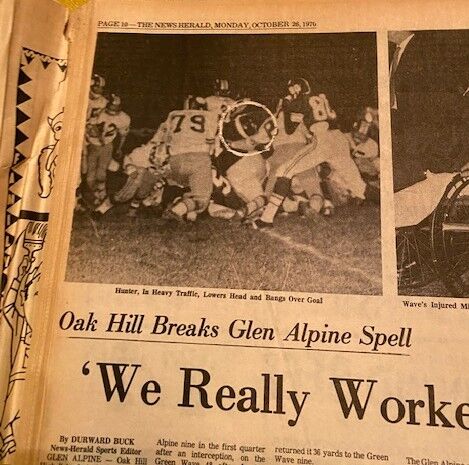 PAGE 10 — THE NEWS HERALD, MONDAY, OCTOBER 26, 1970
79
81
Hunter, In Heavy Traffic, Lowers Head and Bangs Over Goal
Wave's Injured
Oak Hill Breaks Glen Alpine Spell
'We Really Worke
By DURWARD BUCK
News-Herald Sports Editor
GLEN ALPINE — Oak Hill
Alpine nine in the first quarter
after an interception, on the
Green Wave
returned it 36 yards to the Green
Wave nine.
The Glen Alpine